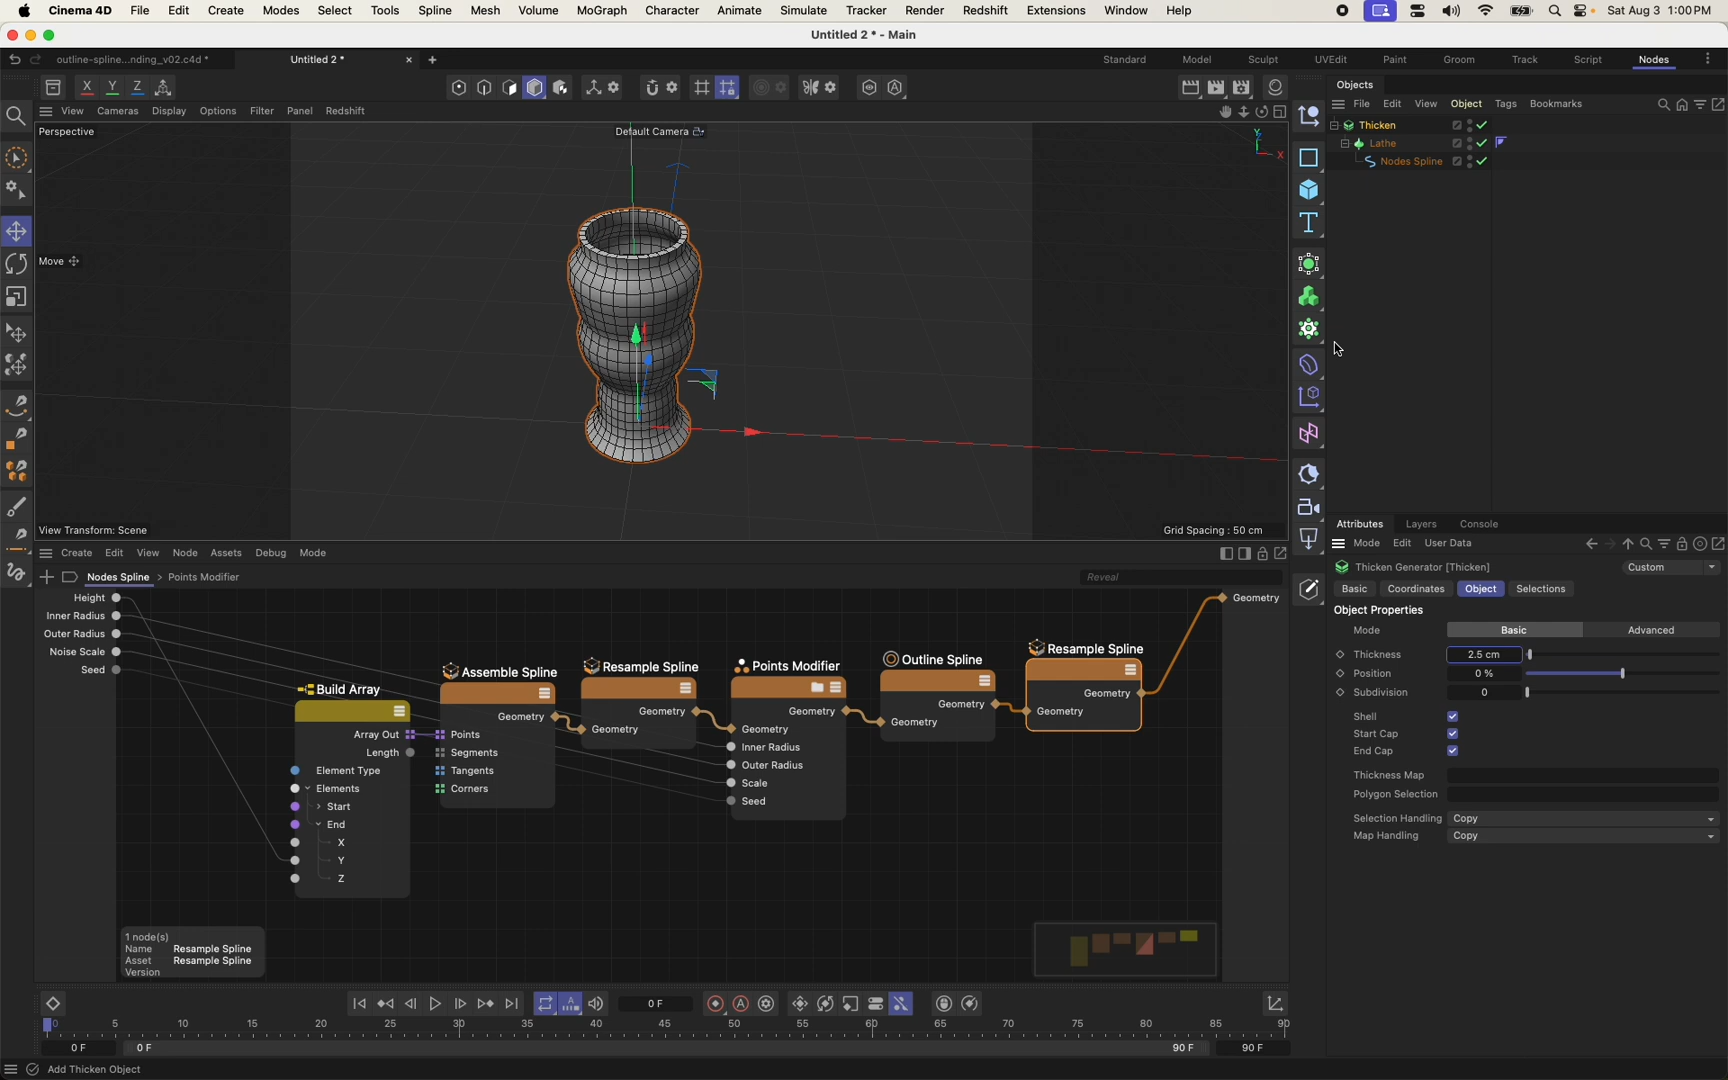 Cinema 4D File Edit Create Modes Select Tools Spline Mesh Volume MoGraph Character Animate Simulate Tracker Render Redshift Extensions Window Help Sat Aug 3 1:00 PM
Untitled 2 * - Main
outline-spline...nding_v02.c4d * Untitled 2 * Standard Model Sculpt UVEdit Paint Groom Track Script Nodes
X Y Z Objects
File Edit View Object Tags Bookmarks
View Cameras Display Options Filter Panel Redshift
Perspective Default Camera
Y X
Thicken
Lathe
Nodes Spline
Move
View Transform: Scene Grid Spacing : 50 cm
Attributes Layers Console
Mode Edit User Data
Create Edit View Node Assets Debug Mode
Thicken Generator [Thicken] Custom
Nodes Spline > Points Modifier Reveal
Basic Coordinates Object Selections
Object Properties
Mode Basic Advanced
Thickness 2.5 cm
Position 0 %
Subdivision 0
Shell
Start Cap
End Cap
Thickness Map
Polygon Selection
Selection Handling Copy
Map Handling Copy
Height
Inner Radius
Outer Radius
Noise Scale
Seed
Geometry
Build Array
Array Out
Length
Element Type
Elements
Start
End
X
Y
Z
Assemble Spline
Geometry
Points
Segments
Tangents
Corners
Resample Spline
Geometry
Geometry
Points Modifier
Geometry
Geometry
Inner Radius
Outer Radius
Scale
Seed
Outline Spline
Geometry
Geometry
Resample Spline
Geometry
Geometry
1 node(s)
Name Resample Spline
Asset Resample Spline
Version
0 F
0 5 10 15 20 25 30 35 40 45 50 55 60 65 70 75 80 85 90
0 F 0 F 90 F 90 F
Add Thicken Object